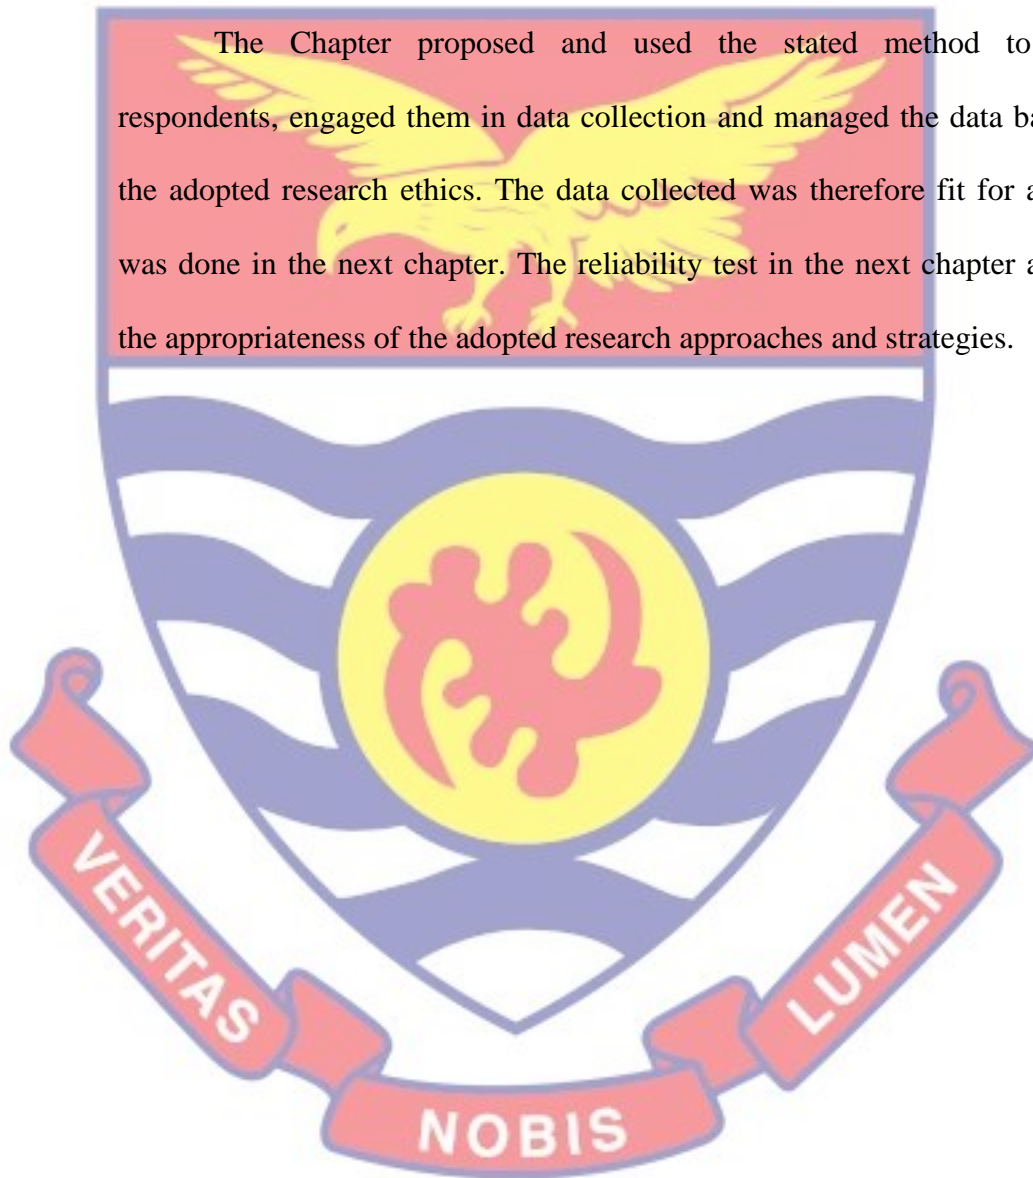 The Chapter proposed and used the stated method to
respondents, engaged them in data collection and managed the data ba
the adopted research ethics. The data collected was therefore fit for a
was done in the next chapter. The reliability test in the next chapter a
the appropriateness of the adopted research approaches and strategies.
VERITAS
NOBIS
LUMEN